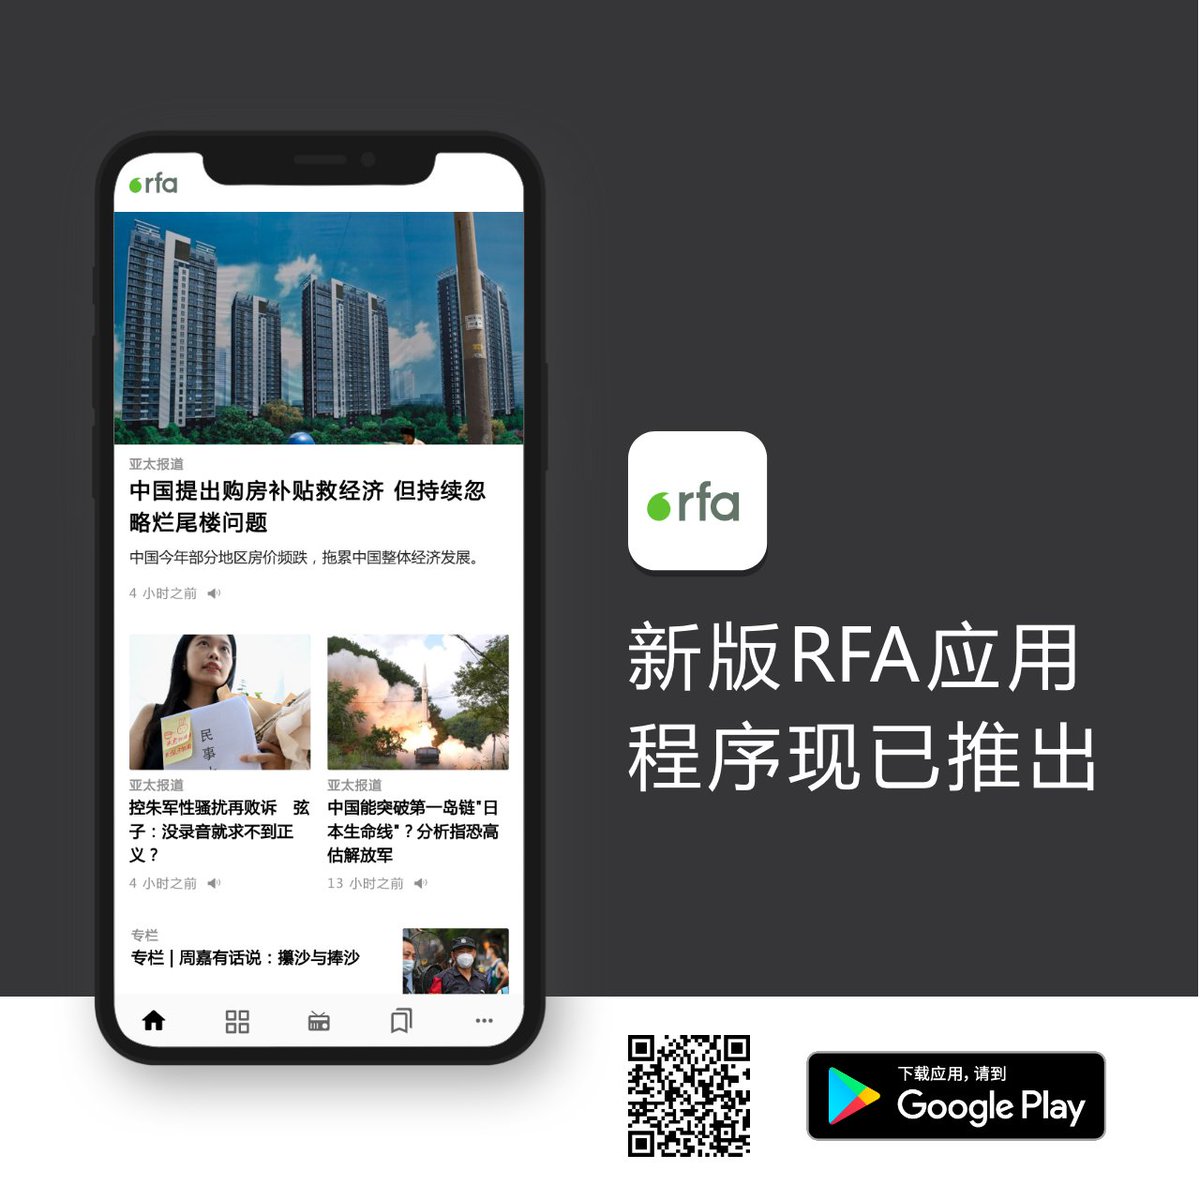 rfa
亚太报道
中国提出购房补贴救经济 但持续忽
略烂尾楼问题
中国今年部分地区房价频跌，拖累中国整体经济发展。
4 小时之前
民
事
亚太报道
控朱军性骚扰再败诉　弦
子：没录音就求不到正
义？
4 小时之前
亚太报道
中国能突破第一岛链"日
本生命线"？分析指恐高
估解放军
13 小时之前
专栏
专栏 | 周嘉有话说：攥沙与捧沙
rfa
新版RFA应用
程序现已推出
下载应用, 请到
Google Play